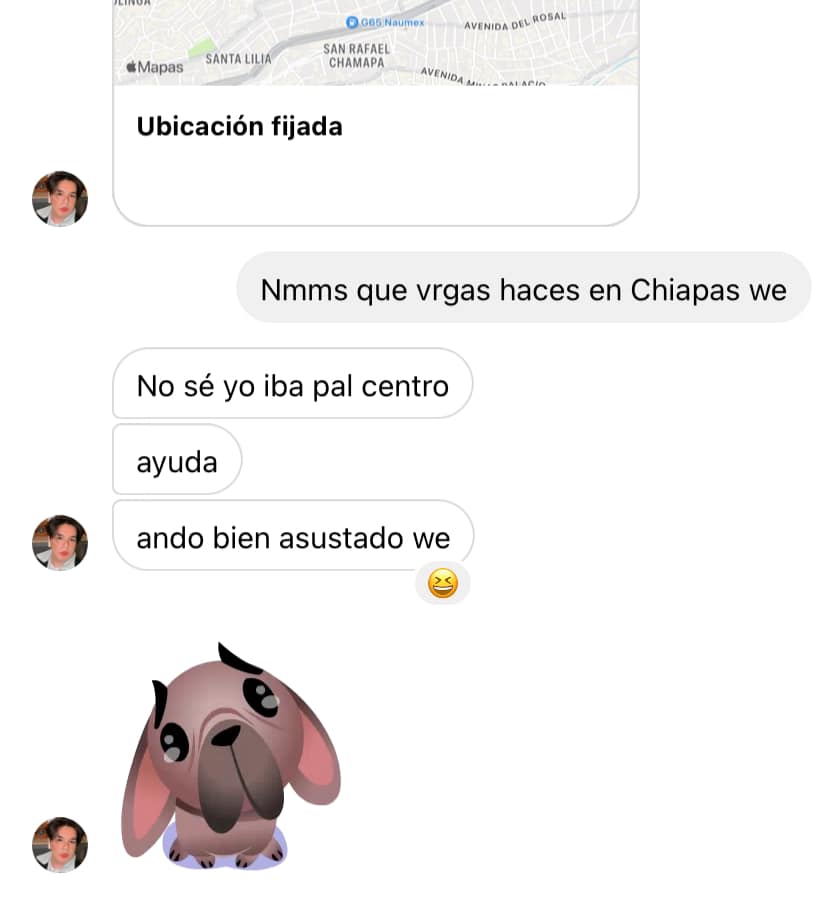 G65 Naumex
AVENIDA DEL ROSAL
SANTA LILIA
SAN RAFAEL
CHAMAPA
AVENIDA
Mapas
Ubicación fijada
Nmms que vrgas haces en Chiapas we
No sé yo iba pal centro
ayuda
ando bien asustado we